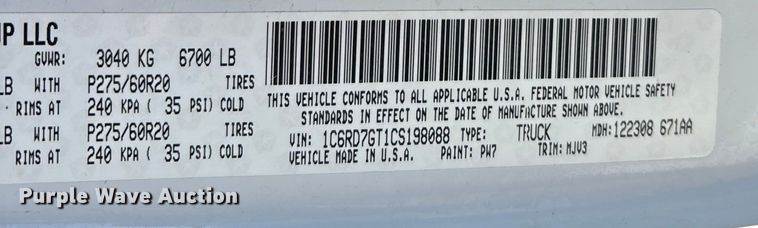 UP LLC
GVWR: 3040 KG 6700 LB
LB WITH P275/60R20 TIRES
RIMS AT 240 KPA ( 35 PSI) COLD
LB WITH P275/60R20 TIRES
RIMS AT 240 KPA ( 35 PSI) COLD
THIS VEHICLE CONFORMS TO ALL APPLICABLE U.S.A. FEDERAL MOTOR VEHICLE SAFETY
STANDARDS IN EFFECT ON THE DATE OF MANUFACTURE SHOWN ABOVE.
VIN: 1C6RD7GT1CS198088 TYPE: TRUCK MDH:122308 671AA
VEHICLE MADE IN U.S.A. PAINT: PW7 TRIM: MJV3
Purple Wave Auction